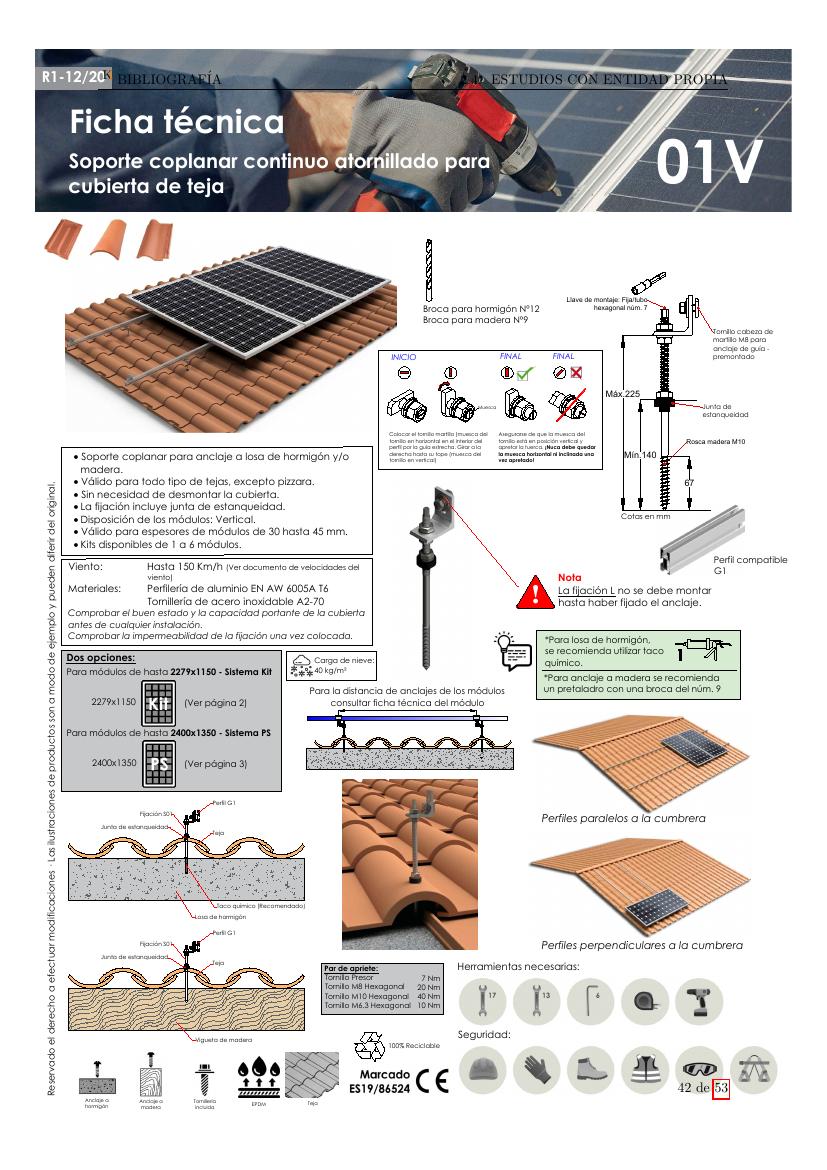 R1-12/20
BIBLIOGRAFÍA
ESTUDIOS CON ENTIDAD PROPIA
Ficha técnica
Soporte coplanar continuo atornillado para
cubierta de teja
01V
Broca para hormigón Nº12
Broca para madera Nº9
Llave de montaje: Fija/tubo
hexagonal núm. 7
Tornillo cabeza de
martillo M8 para
anclaje de guía -
premontado
Máx.225
Junta de
estanqueidad
Rosca madera M10
Mín.140
67
Cotas en mm
INICIO
FINAL
FINAL
Muesca
Colocar el tornillo martillo (muesca del
tornillo en horizontal en el interior del
perfil por la guía estrecha. Girar a la
derecha hasta su tope (muesca del
tornillo en vertical)
Asegurarse de que la muesca del
tornillo está en posición vertical y
apretar la tuerca. ¡Nuca debe quedar
la muesca horizontal ni inclinada una
vez apretado!
• Soporte coplanar para anclaje a losa de hormigón y/o
madera.
• Válido para todo tipo de tejas, excepto pizarra.
• Sin necesidad de desmontar la cubierta.
• La fijación incluye junta de estanqueidad.
• Disposición de los módulos: Vertical.
• Válido para espesores de módulos de 30 hasta 45 mm.
• Kits disponibles de 1 a 6 módulos.
Viento: Hasta 150 Km/h (Ver documento de velocidades del
viento)
Materiales: Perfilería de aluminio EN AW 6005A T6
Tornillería de acero inoxidable A2-70
Comprobar el buen estado y la capacidad portante de la cubierta
antes de cualquier instalación.
Comprobar la impermeabilidad de la fijación una vez colocada.
Perfil compatible
G1
Nota
La fijación L no se debe montar
hasta haber fijado el anclaje.
*Para losa de hormigón,
se recomienda utilizar taco
químico.
*Para anclaje a madera se recomienda
un pretaladro con una broca del núm. 9
Dos opciones:
Para módulos de hasta 2279x1150 - Sistema Kit
2279x1150
Kit
(Ver página 2)
Para módulos de hasta 2400x1350 - Sistema PS
2400x1350
PS
(Ver página 3)
Carga de nieve:
40 kg/m²
Para la distancia de anclajes de los módulos
consultar ficha técnica del módulo
Perfiles paralelos a la cumbrera
Perfiles perpendiculares a la cumbrera
Perfil G1
Fijación S01
Junta de estanqueidad
Teja
Taco químico (Recomendado)
Losa de hormigón
Perfil G1
Fijación S01
Junta de estanqueidad
Teja
Vigueta de madera
Par de apriete:
Tornillo Presor 7 Nm
Tornillo M8 Hexagonal 20 Nm
Tornillo M10 Hexagonal 40 Nm
Tornillo M6.3 Hexagonal 10 Nm
Herramientas necesarias:
17
13
6
Seguridad:
100% Reciclable
Marcado
ES19/86524
CE
Anclaje a
hormigón
Anclaje a
madera
Tornillería
incluida
EPDM
Teja
42 de 53
Reservado el derecho a efectuar modificaciones · Las ilustraciones de productos son a modo de ejemplo y pueden diferir del original.